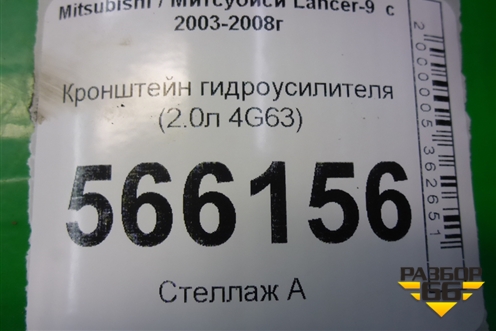 Mitsubishi / Митсубиси Lancer-9 с
2003-2008г
Кронштейн гидроусилителя
(2.0л 4G63)
566156
Стеллаж А
2000005362651
РАЗБОР
66